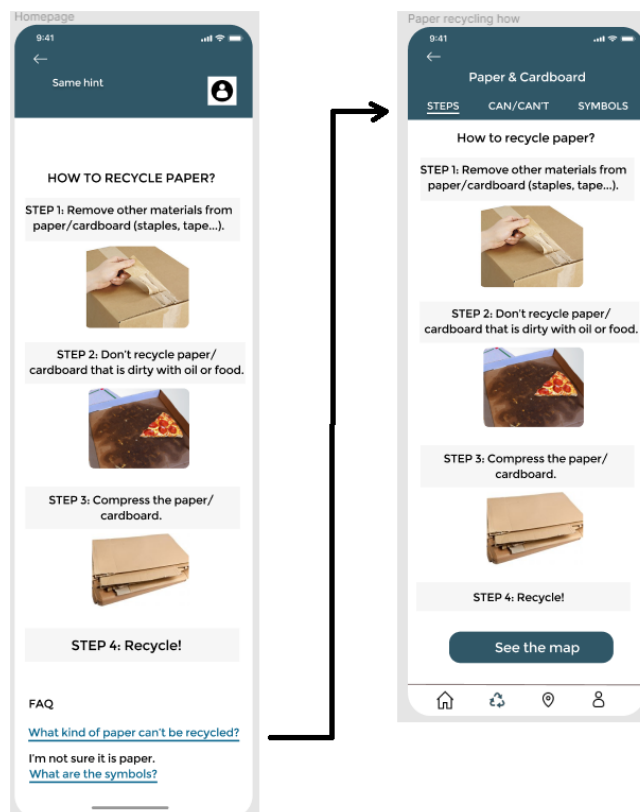 Homepage
9:41
Same hint
HOW TO RECYCLE PAPER?
STEP 1: Remove other materials from
paper/cardboard (staples, tape...).
STEP 2: Don't recycle paper/
cardboard that is dirty with oil or food.
STEP 3: Compress the paper/
cardboard.
STEP 4: Recycle!
FAQ
What kind of paper can't be recycled?
I'm not sure it is paper.
What are the symbols?
Paper recycling how
9:41
Paper & Cardboard
STEPS CAN/CAN'T SYMBOLS
How to recycle paper?
STEP 1: Remove other materials from
paper/cardboard (staples, tape...).
STEP 2: Don't recycle paper/
cardboard that is dirty with oil or food.
STEP 3: Compress the paper/
cardboard.
STEP 4: Recycle!
See the map